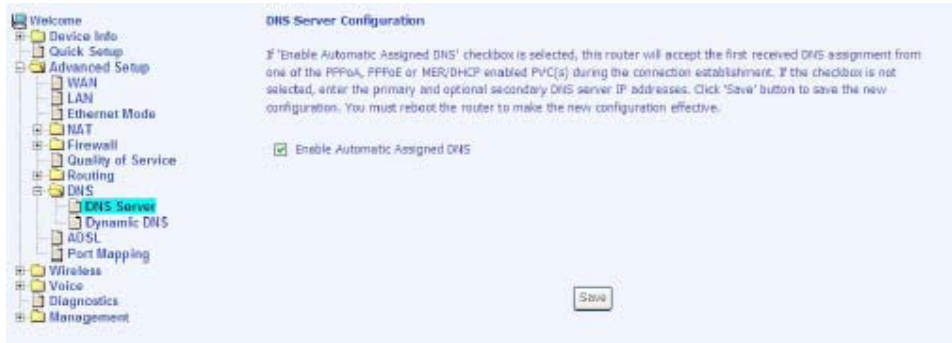 Welcome
Device Info
Quick Setup
Advanced Setup
WAN
LAN
Ethernet Mode
NAT
Firewall
Quality of Service
Routing
DNS
DNS Server
Dynamic DNS
ADSL
Port Mapping
Wireless
Voice
Diagnostics
Management
DNS Server Configuration
If 'Enable Automatic Assigned DNS' checkbox is selected, this router will accept the first received DNS assignment from
one of the PPPoA, PPPoE or MER/DHCP enabled PVC(s) during the connection establishment. If the checkbox is not
selected, enter the primary and optional secondary DNS server IP addresses. Click 'Save' button to save the new
configuration. You must reboot the router to make the new configuration effective.
Enable Automatic Assigned DNS
Save